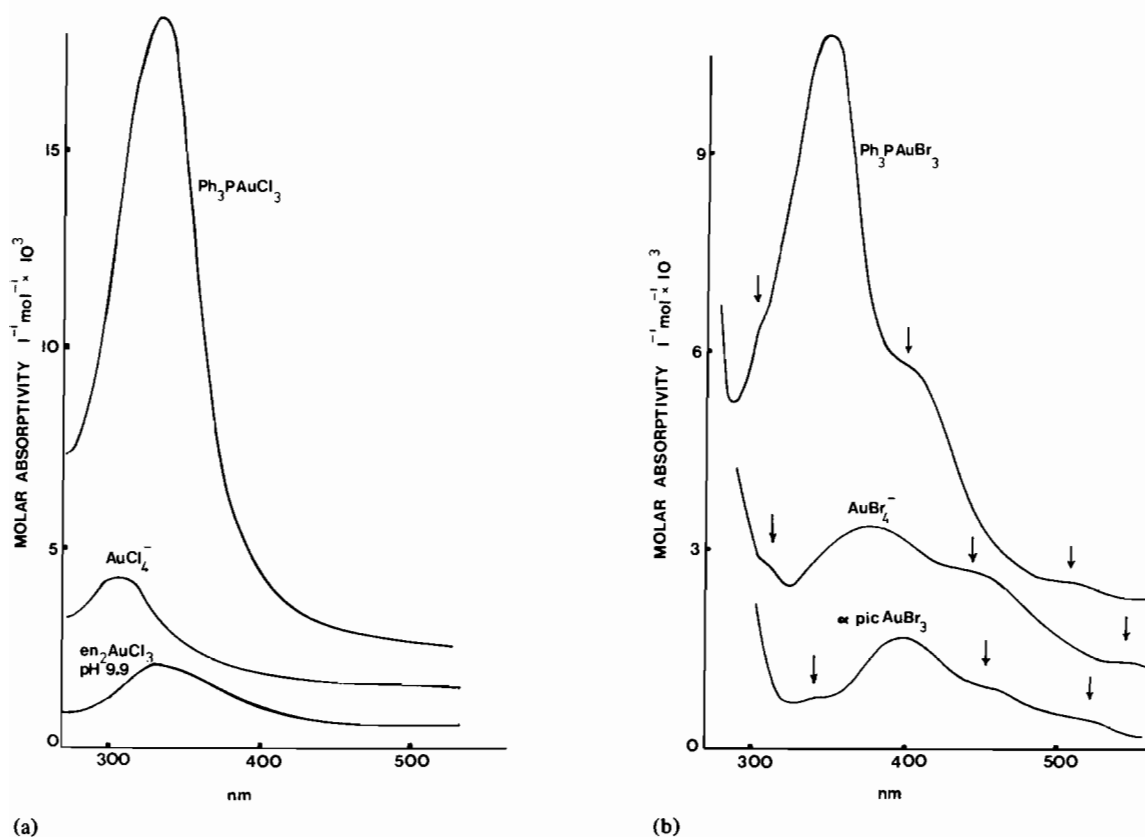 MOLAR ABSORPTIVITY l⁻¹ mol⁻¹ × 10³
15
10
5
0
Ph₃PAuCl₃
AuCl₄⁻
en₂AuCl₃
pH 9.9
300
400
500
nm
(a)
MOLAR ABSORPTIVITY l⁻¹ mol⁻¹ × 10³
9
6
3
0
Ph₃PAuBr₃
AuBr₄⁻
α pic AuBr₃
300
400
500
nm
(b)